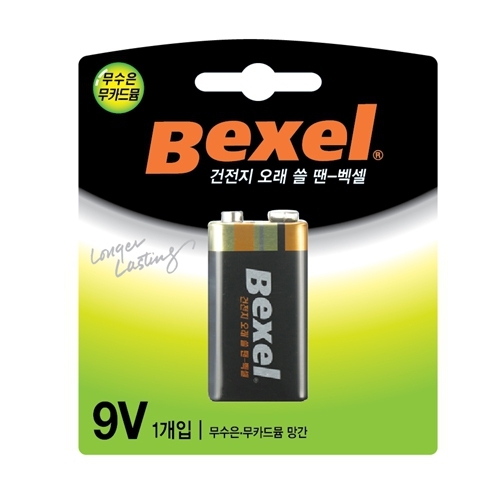 무수은
무카드뮴
Bexel®
건전지 오래 쓸 땐-벡셀
Longer
Lasting
Bexel
건전지 오래 쓸 땐-벡셀
9V 1개입 | 무수은·무카드뮴 망간